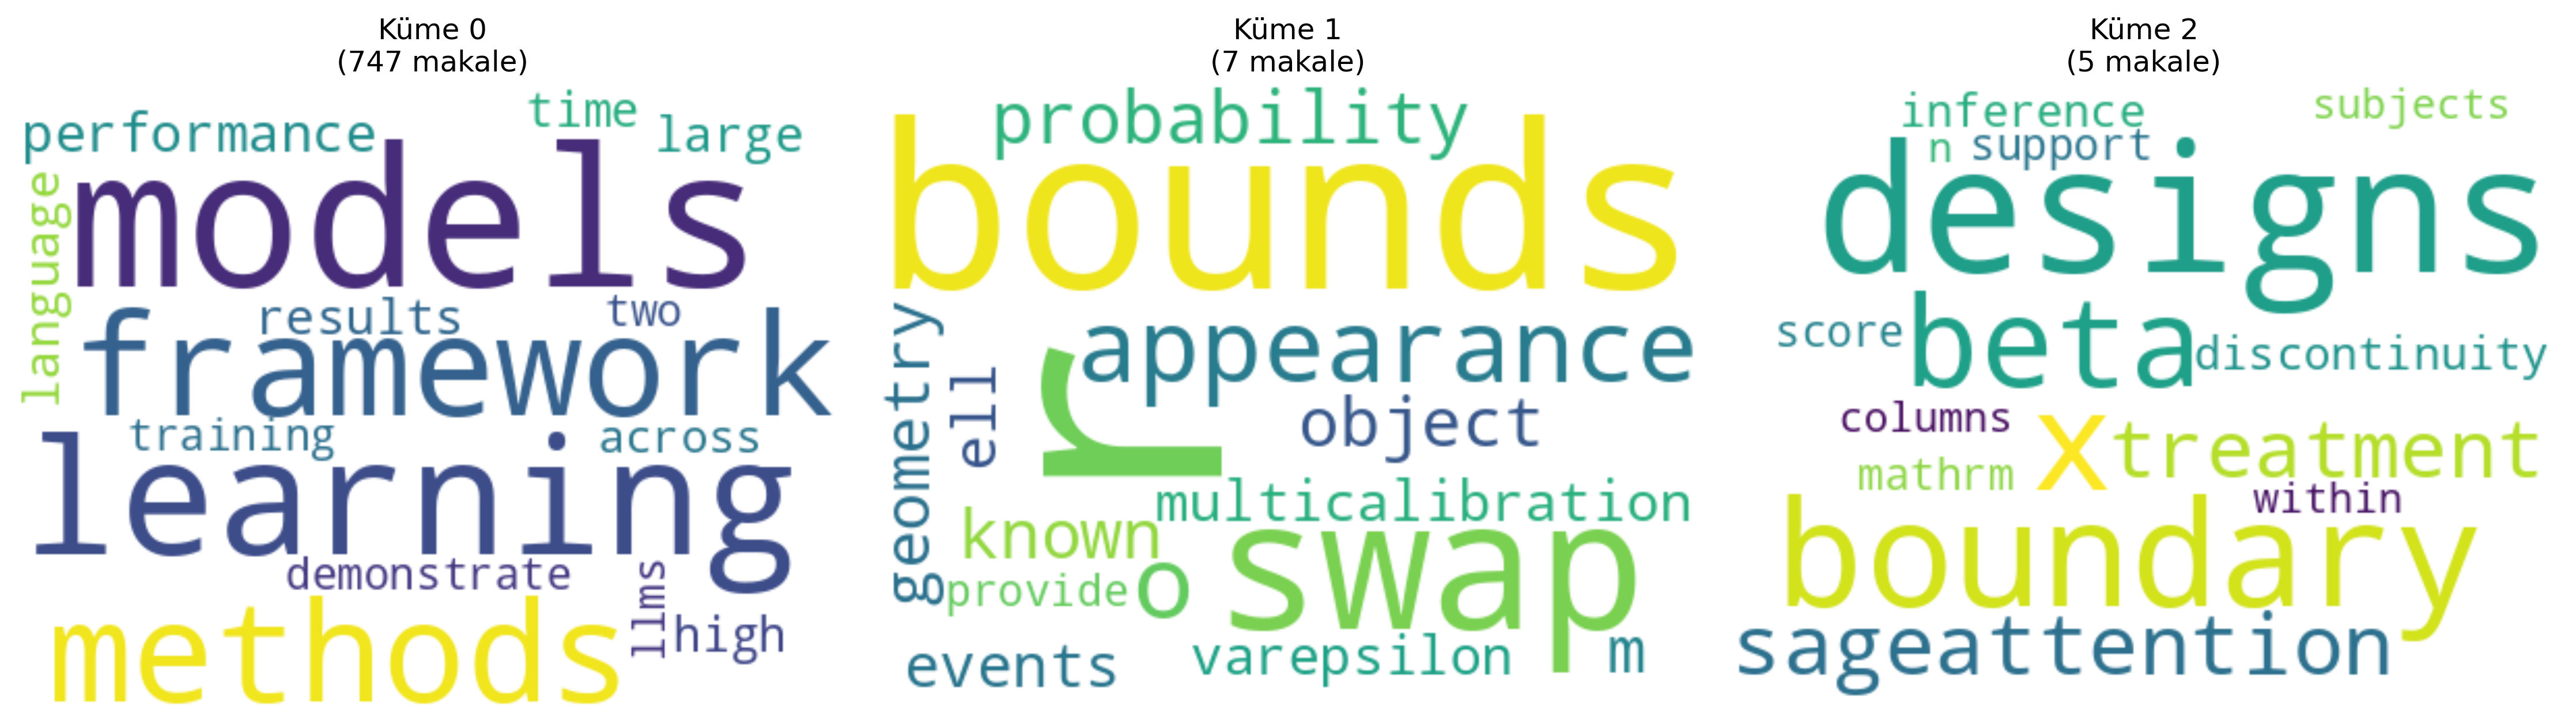 Küme 0
(747 makale)
performance
time
large
language
models
results
two
framework
training
across
learning
demonstrate
llms
methods
high
Küme 1
(7 makale)
probability
bounds
geometry
ell
r
appearance
object
multicalibration
known
provide
o
swap
events
varepsilon
m
Küme 2
(5 makale)
inference
subjects
n
support
designs
score
beta
discontinuity
columns
x
treatment
mathrm
within
boundary
sageattention